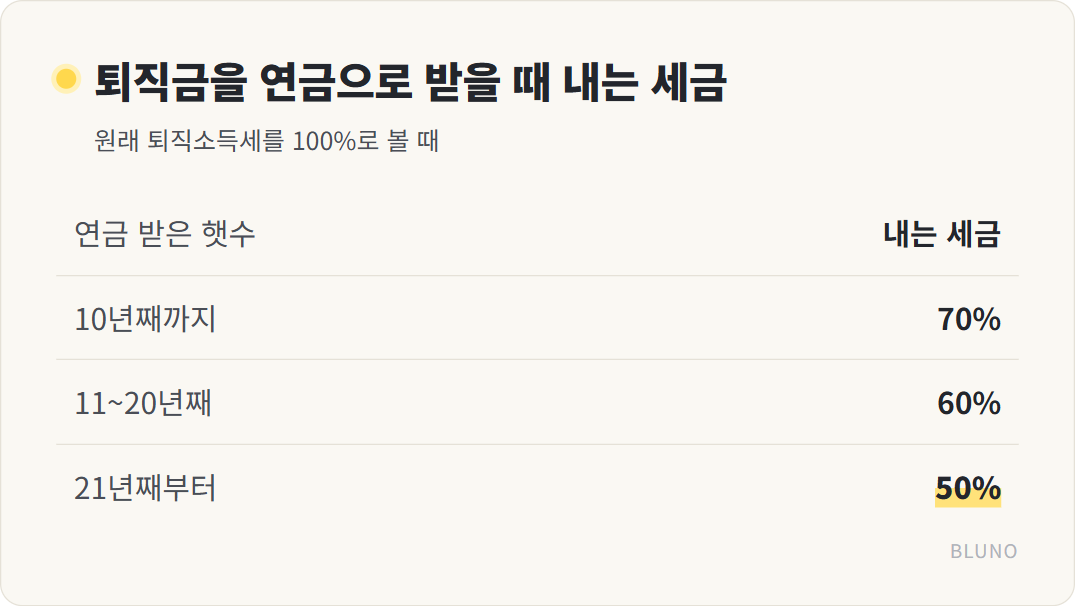 퇴직금을 연금으로 받을 때 내는 세금
원래 퇴직소득세를 100%로 볼 때
연금 받은 햇수 내는 세금
10년째까지 70%
11~20년째 60%
21년째부터 50%
BLUNO